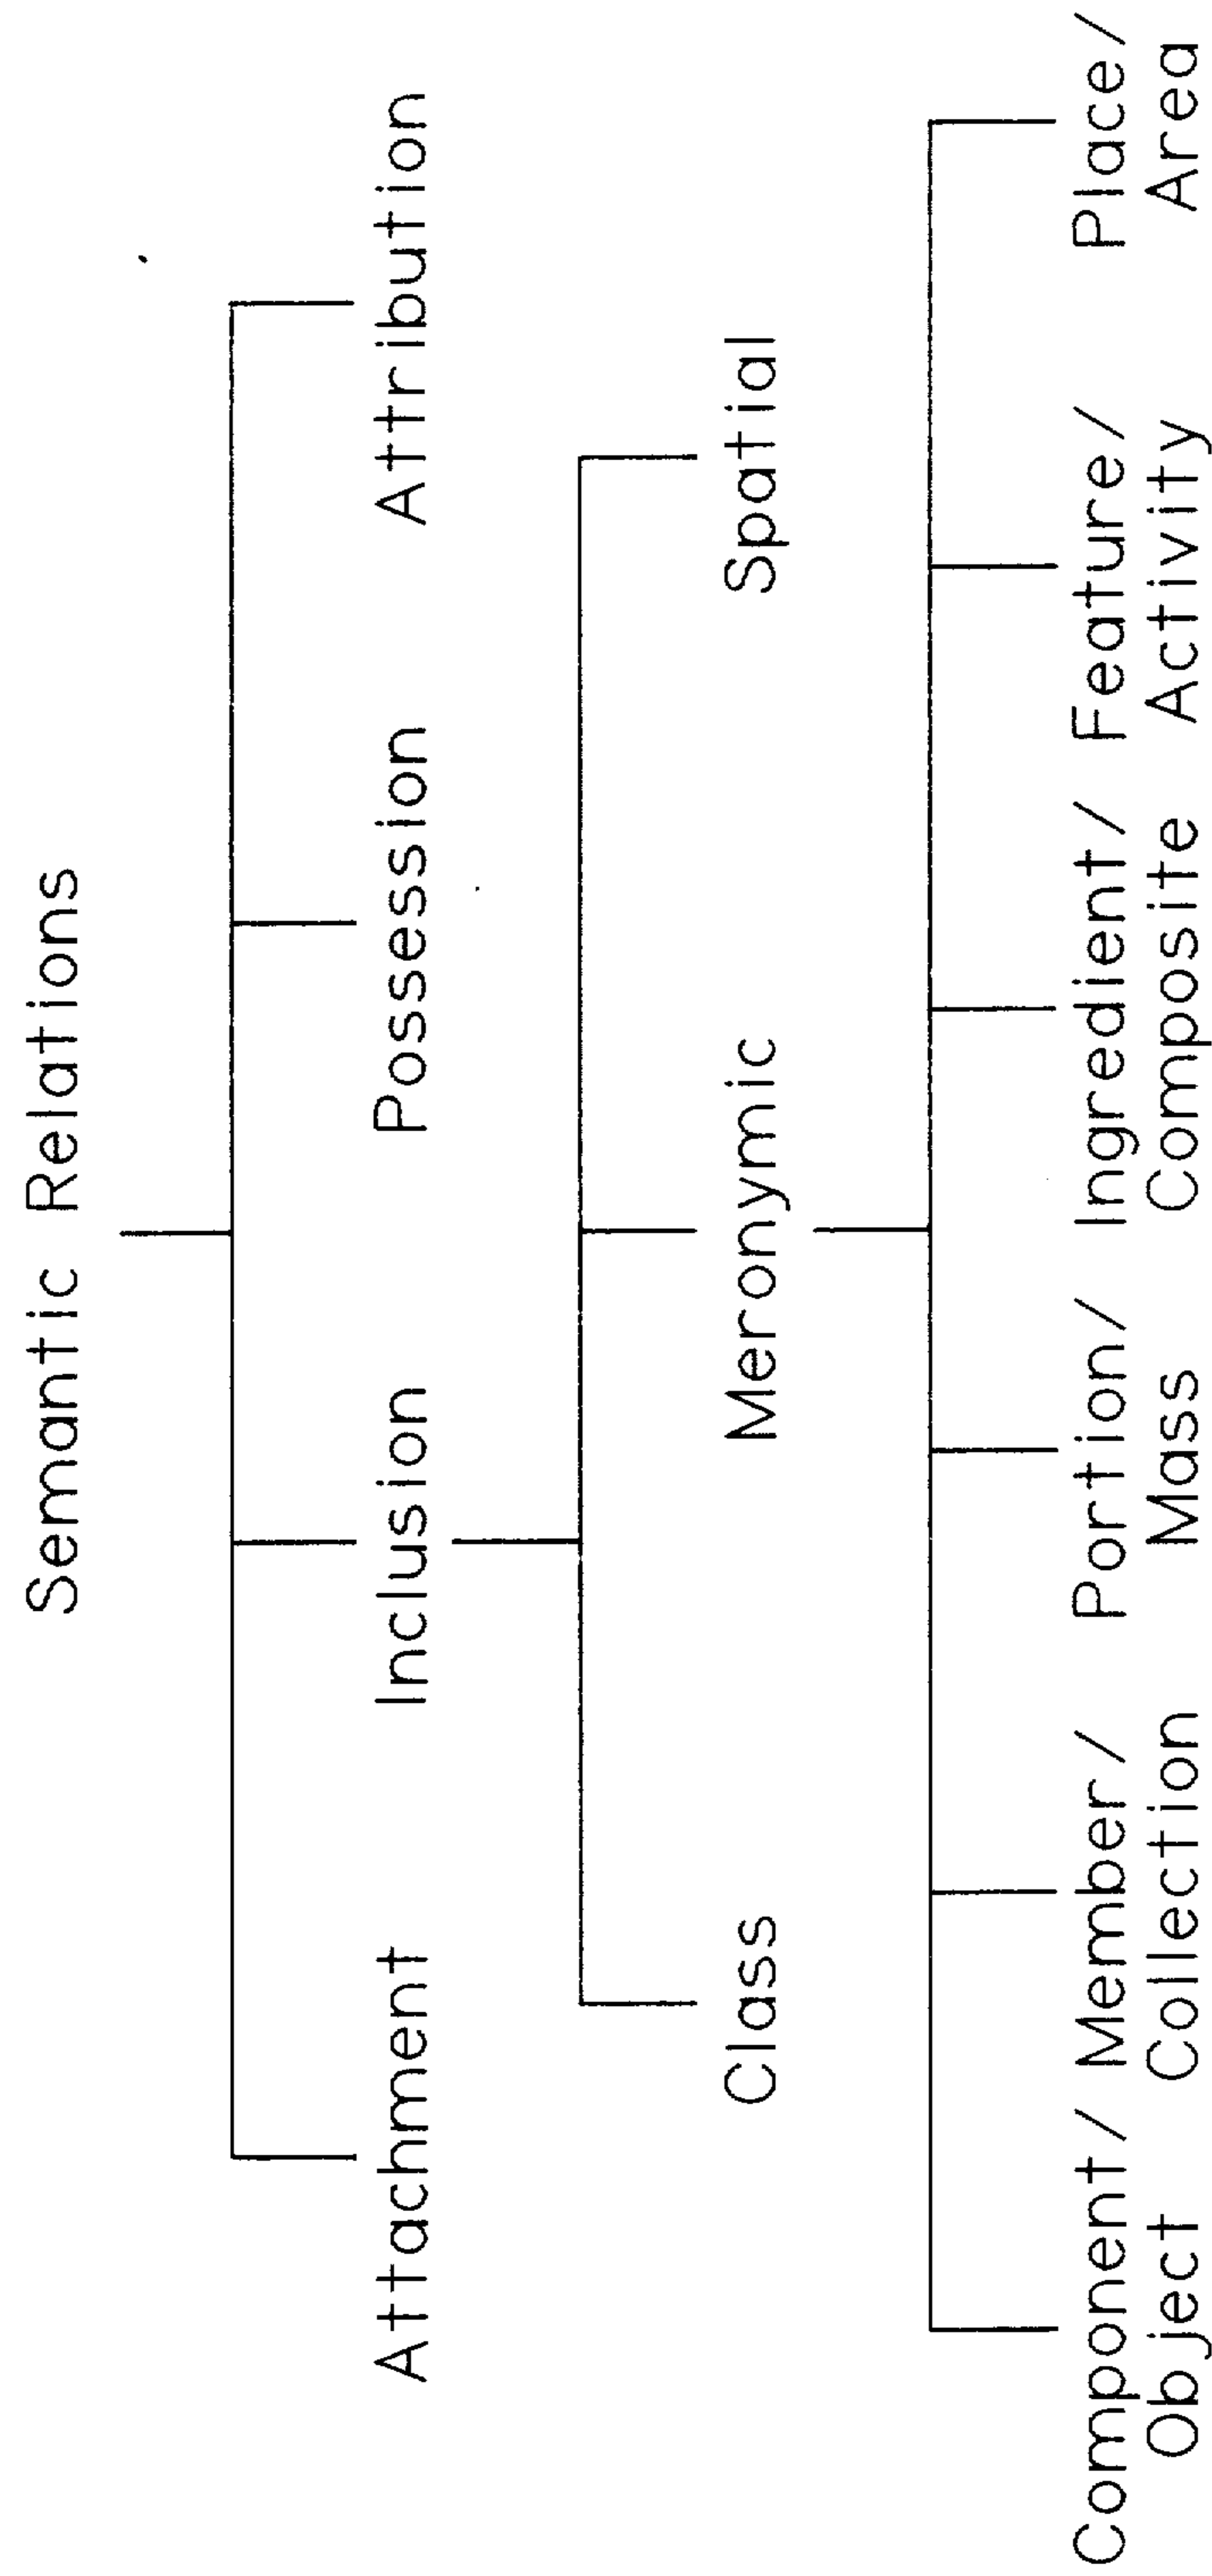 Semantic Relations
Attachment Inclusion Possession Attribution
Class Meronymic Spatial
Component/ Member/ Portion/ Ingredient/ Feature/ Place/
Object Collection Mass Composite Activity Area